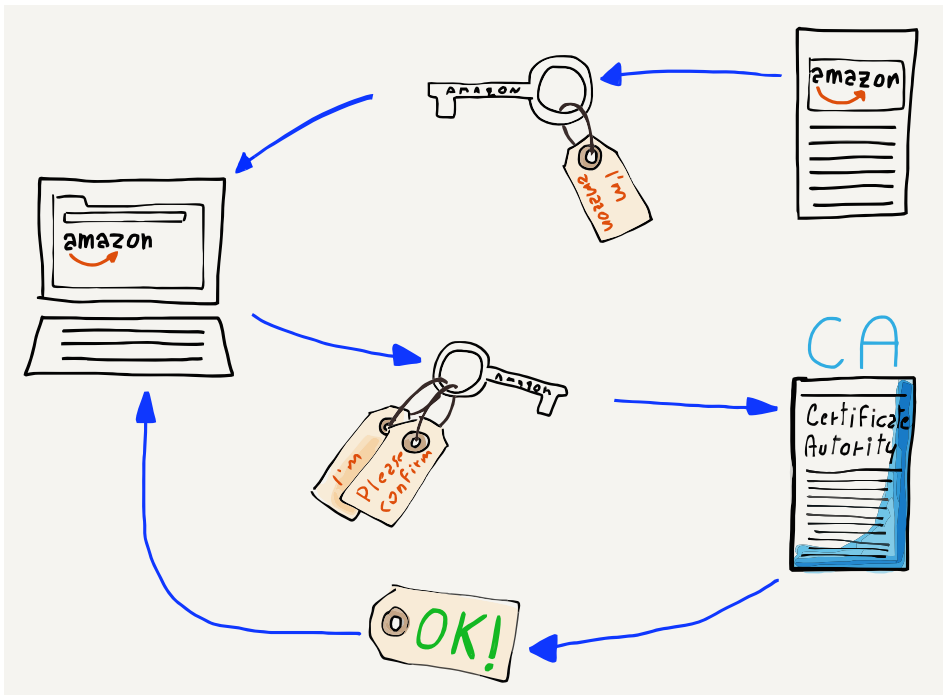 AMAZON
amazon
I'm
amazon
amazon
CA
amazon
Certificate
Autority
I'm
Please
confirm
OK!